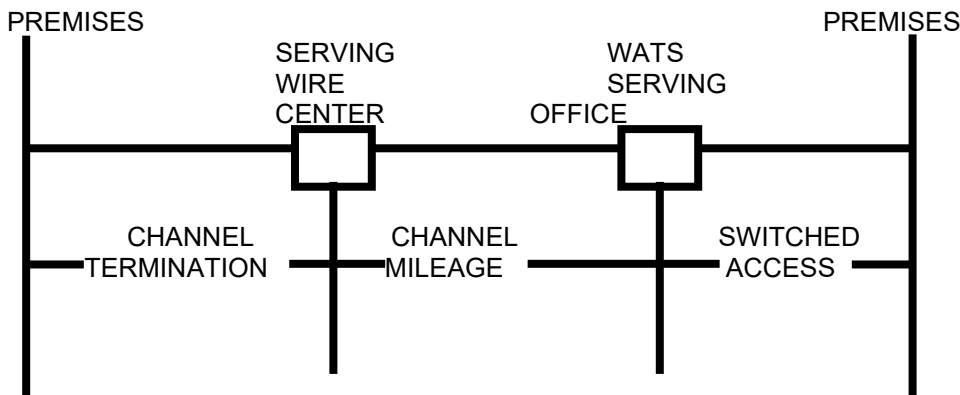 PREMISES
PREMISES
SERVING
WIRE
CENTER
WATS
SERVING
OFFICE
CHANNEL
TERMINATION
CHANNEL
MILEAGE
SWITCHED
ACCESS